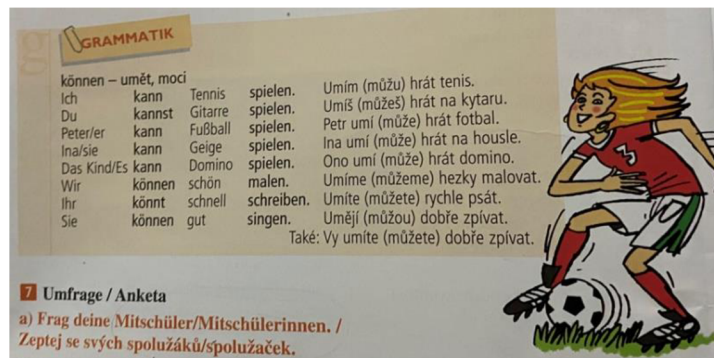 GRAMMATIK
können – umět, moci
Ich kann Tennis spielen. Umím (můžu) hrát tenis.
Du kannst Gitarre spielen. Umíš (můžeš) hrát na kytaru.
Peter/er kann Fußball spielen. Petr umí (může) hrát fotbal.
Ina/sie kann Geige spielen. Ina umí (může) hrát na housle.
Das Kind/Es kann Domino spielen. Ono umí (může) hrát domino.
Wir können schön malen. Umíme (můžeme) hezky malovat.
Ihr könnt schnell schreiben. Umíte (můžete) rychle psát.
Sie können gut singen. Umějí (můžou) dobře zpívat.
Také: Vy umíte (můžete) dobře zpívat.
3
7 Umfrage / Anketa
a) Frag deine Mitschüler/Mitschülerinnen. /
Zeptej se svých spolužáků/spolužaček.